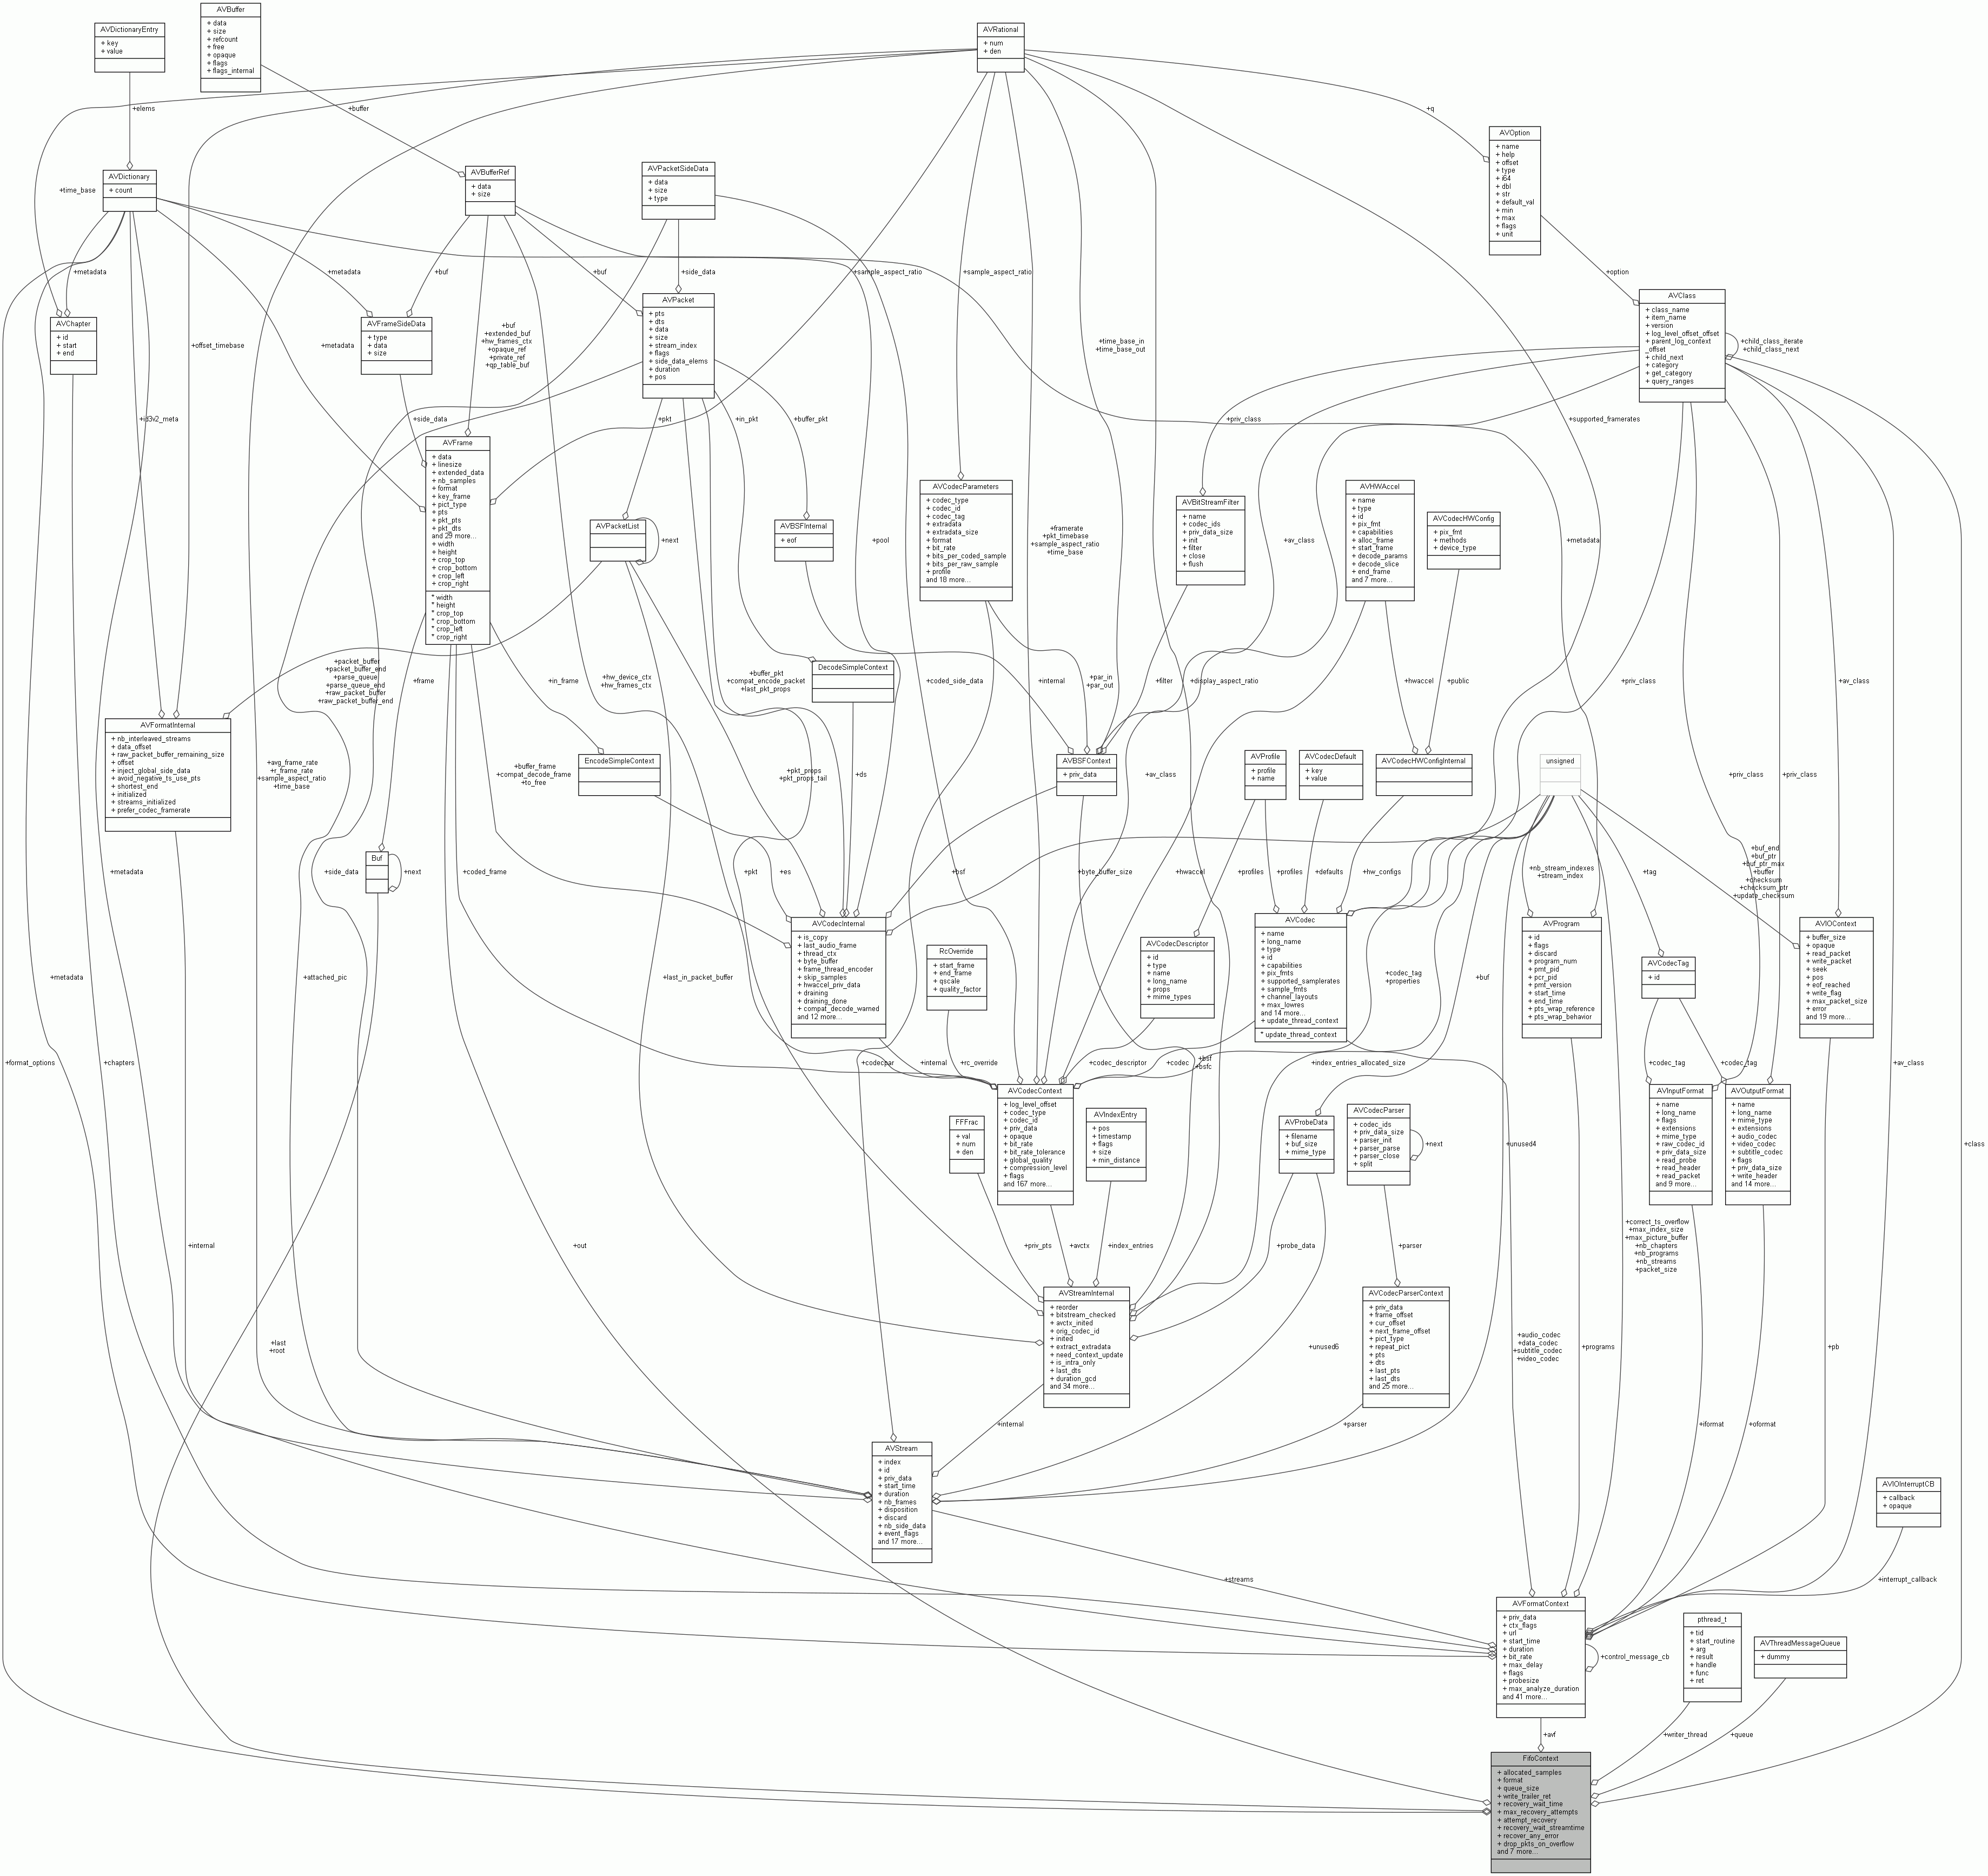 AVBuffer
+ data
+ size
+ refcount
+ free
+ opaque
+ flags
+ flags_internal
AVDictionaryEntry
+ key
+ value
AVRational
+ num
+ den
+elems
+buffer
+q
AVOption
+ name
+ help
+ offset
+ type
+ i64
+ dbl
+ str
+ default_val
+ min
+ max
+ flags
+ unit
AVDictionary
+ count
+time_base
AVBufferRef
+ data
+ size
AVPacketSideData
+ data
+ size
+ type
+metadata
+metadata
+buf
+buf
+side_data
+sample_aspect_ratio
+sample_aspect_ratio
+option
AVClass
+ class_name
+ item_name
+ version
+ log_level_offset_offset
+ parent_log_context
_offset
+ child_next
+ category
+ get_category
+ query_ranges
+child_class_iterate
+child_class_next
AVChapter
+ id
+ start
+ end
+offset_timebase
+metadata
AVFrameSideData
+ type
+ data
+ size
+buf
+extended_buf
+hw_frames_ctx
+opaque_ref
+private_ref
+qp_table_buf
AVPacket
+ pts
+ dts
+ data
+ size
+ stream_index
+ flags
+ side_data_elems
+ duration
+ pos
+time_base_in
+time_base_out
+id3v2_meta
+side_data
+pkt
+in_pkt
+buffer_pkt
+priv_class
+supported_framerates
AVFrame
+ data
+ linesize
+ extended_data
+ nb_samples
+ format
+ key_frame
+ pict_type
+ pts
+ pkt_pts
+ pkt_dts
and 29 more...
+ width
+ height
+ crop_top
+ crop_bottom
+ crop_left
+ crop_right
* width
* height
* crop_top
* crop_bottom
* crop_left
* crop_right
AVPacketList
+next
AVBSFInternal
+ eof
+pool
AVCodecParameters
+ codec_type
+ codec_id
+ codec_tag
+ extradata
+ extradata_size
+ format
+ bit_rate
+ bits_per_coded_sample
+ bits_per_raw_sample
+ profile
and 18 more...
+framerate
+pkt_timebase
+sample_aspect_ratio
+time_base
AVBitStreamFilter
+ name
+ codec_ids
+ priv_data_size
+ init
+ filter
+ close
+ flush
+av_class
AVHWAccel
+ name
+ type
+ id
+ pix_fmt
+ capabilities
+ alloc_frame
+ start_frame
+ decode_params
+ decode_slice
+ end_frame
and 7 more...
AVCodecHWConfig
+ pix_fmt
+ methods
+ device_type
+metadata
+packet_buffer
+packet_buffer_end
+parse_queue
+parse_queue_end
+raw_packet_buffer
+raw_packet_buffer_end
+frame
+in_frame
+hw_device_ctx
+hw_frames_ctx
+buffer_pkt
+compat_encode_packet
+last_pkt_props
DecodeSimpleContext
+coded_side_data
+internal
+par_in
+par_out
+filter
+display_aspect_ratio
+hwaccel
+public
+priv_class
+av_class
AVFormatInternal
+ nb_interleaved_streams
+ data_offset
+ raw_packet_buffer_remaining_size
+ offset
+ inject_global_side_data
+ avoid_negative_ts_use_pts
+ shortest_end
+ initialized
+ streams_initialized
+ prefer_codec_framerate
+avg_frame_rate
+r_frame_rate
+sample_aspect_ratio
+time_base
+buffer_frame
+compat_decode_frame
+to_free
EncodeSimpleContext
+pkt_props
+pkt_props_tail
+ds
AVBSFContext
+ priv_data
+av_class
AVProfile
+ profile
+ name
AVCodecDefault
+ key
+ value
AVCodecHWConfigInternal
unsigned
+priv_class
+priv_class
Buf
+next
+metadata
+side_data
+coded_frame
+pkt
+es
+bsf
+byte_buffer_size
+hwaccel
+profiles
+profiles
+defaults
+hw_configs
+nb_stream_indexes
+stream_index
+tag
+buf_end
+buf_ptr
+buf_ptr_max
+buffer
+checksum
+checksum_ptr
+update_checksum
AVCodecInternal
+ is_copy
+ last_audio_frame
+ thread_ctx
+ byte_buffer
+ frame_thread_encoder
+ skip_samples
+ hwaccel_priv_data
+ draining
+ draining_done
+ compat_decode_warned
and 12 more...
RcOverride
+ start_frame
+ end_frame
+ qscale
+ quality_factor
AVCodecDescriptor
+ id
+ type
+ name
+ long_name
+ props
+ mime_types
AVCodec
+ name
+ long_name
+ type
+ id
+ capabilities
+ pix_fmts
+ supported_samplerates
+ sample_fmts
+ channel_layouts
+ max_lowres
and 14 more...
+ update_thread_context
* update_thread_context
+codec_tag
+properties
+buf
AVProgram
+ id
+ flags
+ discard
+ program_num
+ pmt_pid
+ pcr_pid
+ pmt_version
+ start_time
+ end_time
+ pts_wrap_reference
+ pts_wrap_behavior
AVCodecTag
+ id
AVIOContext
+ buffer_size
+ opaque
+ read_packet
+ write_packet
+ seek
+ pos
+ eof_reached
+ write_flag
+ max_packet_size
+ error
and 19 more...
+metadata
+attached_pic
+last_in_packet_buffer
+format_options
+chapters
+codecpar
+internal
+rc_override
+codec_descriptor
+codec
+bsf
+bsfc
+index_entries_allocated_size
+codec_tag
+codec_tag
+av_class
AVCodecContext
+ log_level_offset
+ codec_type
+ codec_id
+ priv_data
+ opaque
+ bit_rate
+ bit_rate_tolerance
+ global_quality
+ compression_level
+ flags
and 167 more...
FFFrac
+ val
+ num
+ den
AVIndexEntry
+ pos
+ timestamp
+ flags
+ size
+ min_distance
AVProbeData
+ filename
+ buf_size
+ mime_type
AVCodecParser
+ codec_ids
+ priv_data_size
+ parser_init
+ parser_parse
+ parser_close
+ split
+next
+unused4
AVInputFormat
+ name
+ long_name
+ flags
+ extensions
+ mime_type
+ raw_codec_id
+ priv_data_size
+ read_probe
+ read_header
+ read_packet
and 9 more...
AVOutputFormat
+ name
+ long_name
+ mime_type
+ extensions
+ audio_codec
+ video_codec
+ subtitle_codec
+ flags
+ priv_data_size
+ write_header
and 14 more...
+class
+internal
+out
+priv_pts
+avctx
+index_entries
+probe_data
+parser
+correct_ts_overflow
+max_index_size
+max_picture_buffer
+nb_chapters
+nb_programs
+nb_streams
+packet_size
AVStreamInternal
+ reorder
+ bitstream_checked
+ avctx_inited
+ orig_codec_id
+ inited
+ extract_extradata
+ need_context_update
+ is_intra_only
+ last_dts
+ duration_gcd
and 34 more...
AVCodecParserContext
+ priv_data
+ frame_offset
+ cur_offset
+ next_frame_offset
+ pict_type
+ repeat_pict
+ pts
+ dts
+ last_pts
+ last_dts
and 25 more...
+last
+root
+unused6
+audio_codec
+data_codec
+subtitle_codec
+video_codec
+programs
+pb
+internal
+parser
+iformat
+oformat
AVStream
+ index
+ id
+ priv_data
+ start_time
+ duration
+ nb_frames
+ disposition
+ discard
+ nb_side_data
+ event_flags
and 17 more...
AVIOInterruptCB
+ callback
+ opaque
+streams
+interrupt_callback
AVFormatContext
+ priv_data
+ ctx_flags
+ url
+ start_time
+ duration
+ bit_rate
+ max_delay
+ flags
+ probesize
+ max_analyze_duration
and 41 more...
+control_message_cb
pthread_t
+ tid
+ start_routine
+ arg
+ result
+ handle
+ func
+ ret
AVThreadMessageQueue
+ dummy
+avf
+writer_thread
+queue
FifoContext
+ allocated_samples
+ format
+ queue_size
+ write_trailer_ret
+ recovery_wait_time
+ max_recovery_attempts
+ attempt_recovery
+ recovery_wait_streamtime
+ recover_any_error
+ drop_pkts_on_overflow
and 7 more...